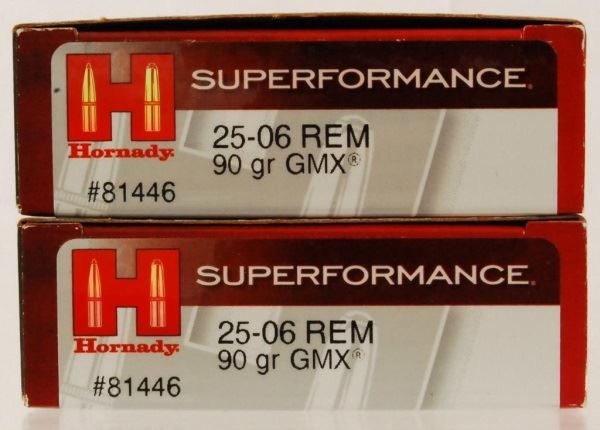 SUPERFORMANCE.
25-06 REM
90 gr GMX®
Hornady.
#81446
SUPERFORMANCE.
25-06 REM
90 gr GMX®
Hornady.
#81446